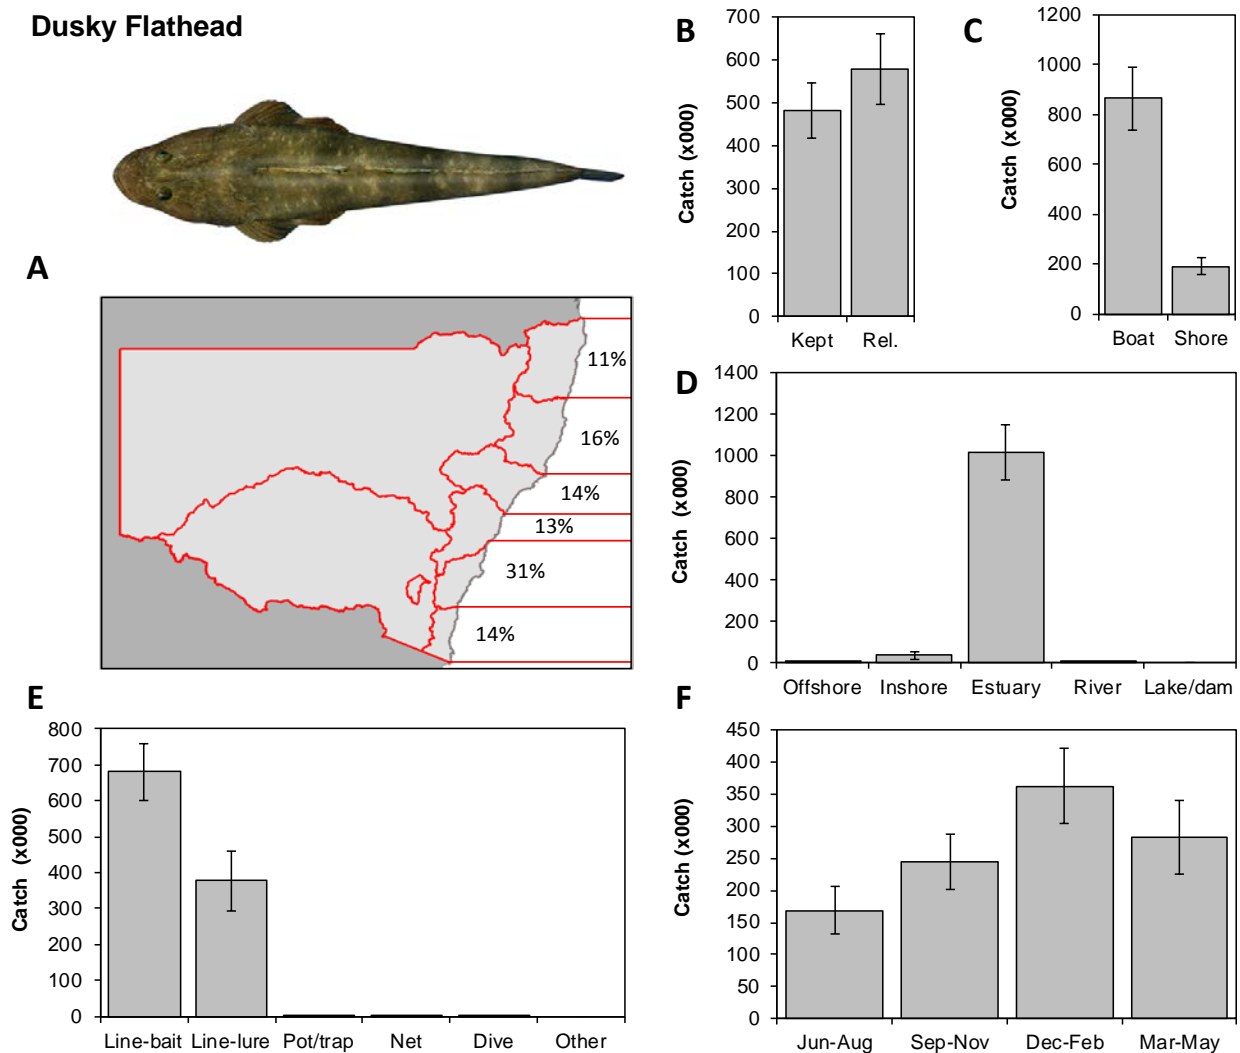 Dusky Flathead
A
11%
16%
14%
13%
31%
14%
B
Catch (x000)
700
600
500
400
300
200
100
0
Kept Rel.
C
Catch (x000)
1200
1000
800
600
400
200
0
Boat Shore
D
Catch (x000)
1400
1200
1000
800
600
400
200
0
Offshore Inshore Estuary River Lake/dam
E
Catch (x000)
800
700
600
500
400
300
200
100
0
Line-bait Line-lure Pot/trap Net Dive Other
F
Catch (x000)
450
400
350
300
250
200
150
100
50
0
Jun-Aug Sep-Nov Dec-Feb Mar-May